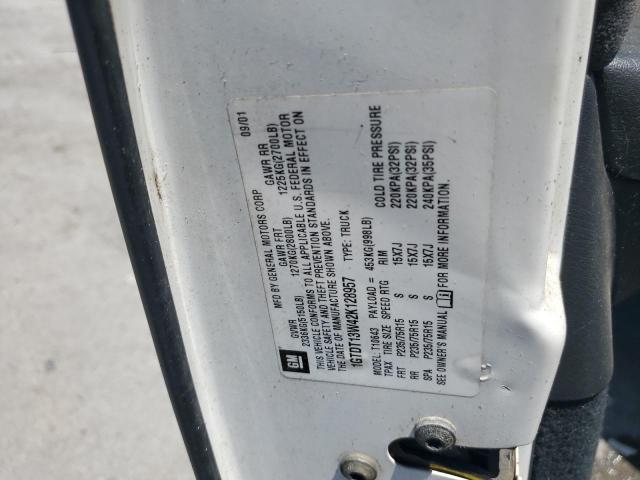 GM
MFD BY GENERAL MOTORS CORP 09/01
GVWR GAWR FRT GAWR RR
2336KG(5150LB) 1270KG(2800LB) 1225KG(2700LB)
THIS VEHICLE CONFORMS TO ALL APPLICABLE U.S. FEDERAL MOTOR
VEHICLE SAFETY AND THEFT PREVENTION STANDARDS IN EFFECT ON
THE DATE OF MANUFACTURE SHOWN ABOVE.
1GTDT13W42K128957 TYPE: TRUCK
MODEL: T10643 PAYLOAD = 453KG(998LB)
TPAX TIRE SIZE SPEED RTG RIM COLD TIRE PRESSURE
FRT P235/75R15 S 15X7J 220KPA(32PSI)
RR P235/75R15 S 15X7J 220KPA(32PSI)
SPA P235/75R15 S 15X7J 240KPA(35PSI)
SEE OWNER'S MANUAL FOR MORE INFORMATION.